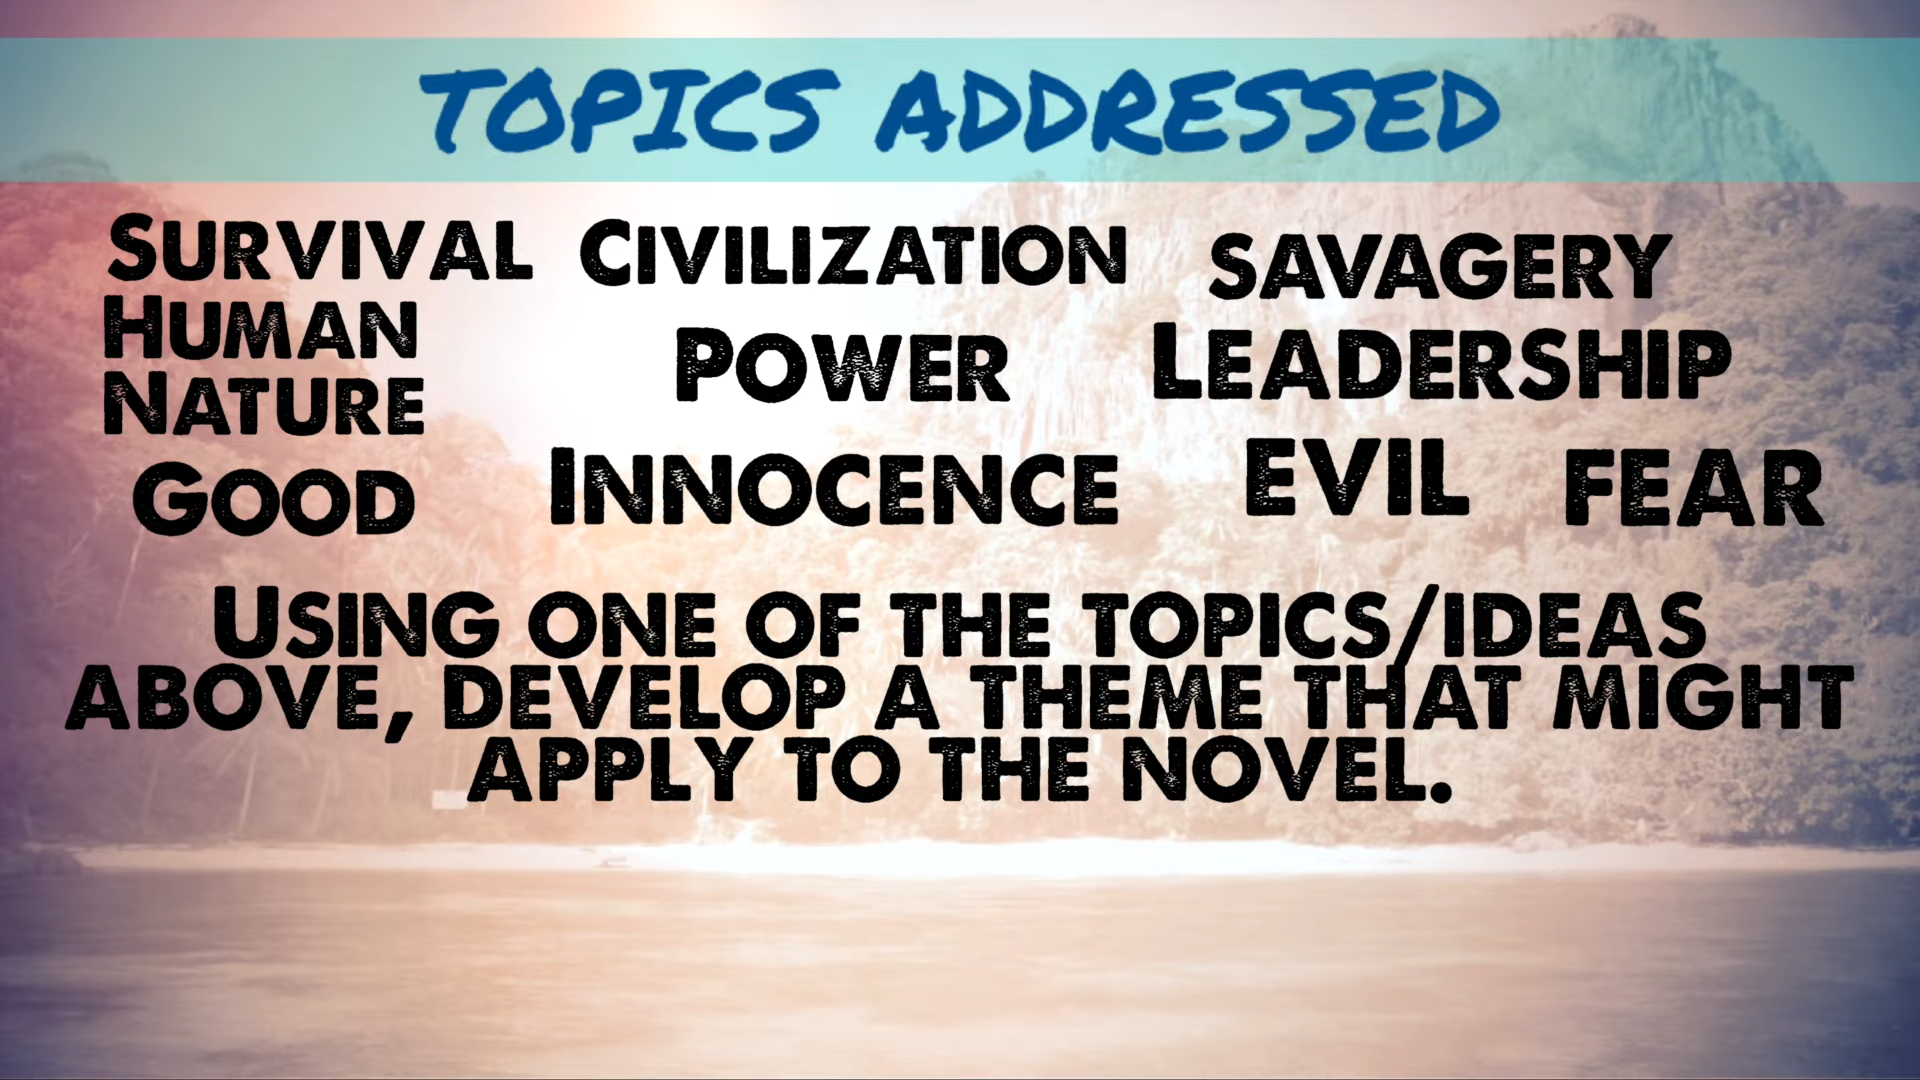 TOPICS ADDRESSED
SURVIVAL CIVILIZATION SAVAGERY
HUMAN
NATURE
POWER LEADERSHIP
GOOD INNOCENCE EVIL FEAR
USING ONE OF THE TOPICS/IDEAS
ABOVE, DEVELOP A THEME THAT MIGHT
APPLY TO THE NOVEL.